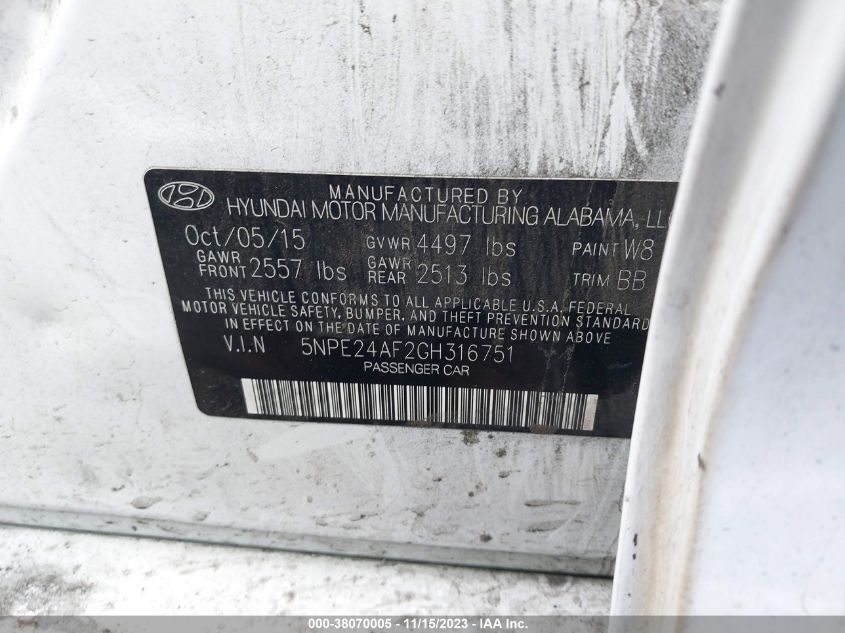 MANUFACTURED BY
HYUNDAI MOTOR MANUFACTURING ALABAMA, LLC
Oct/05/15 GVWR 4497 lbs PAINT W8
GAWR FRONT 2557 lbs GAWR REAR 2513 lbs TRIM BB
THIS VEHICLE CONFORMS TO ALL APPLICABLE U.S.A. FEDERAL
MOTOR VEHICLE SAFETY, BUMPER, AND THEFT PREVENTION STANDARD
IN EFFECT ON THE DATE OF MANUFACTURE SHOWN ABOVE
V.I.N 5NPE24AF2GH316751
PASSENGER CAR
000-38070005 - 11/15/2023 - IAA Inc.